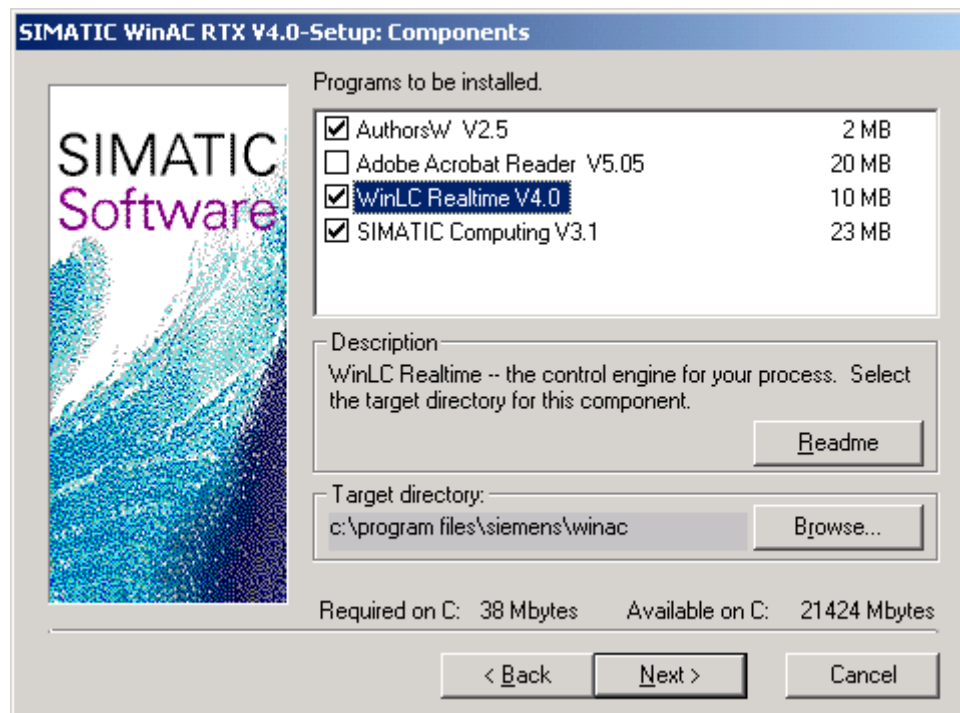 SIMATIC WinAC RTX V4.0-Setup: Components
SIMATIC
Software
Programs to be installed.
AuthorsW V2.5 2 MB
Adobe Acrobat Reader V5.05 20 MB
WinLC Realtime V4.0 10 MB
SIMATIC Computing V3.1 23 MB
Description
WinLC Realtime -- the control engine for your process. Select
the target directory for this component.
Readme
Target directory:
c:\program files\siemens\winac
Browse...
Required on C: 38 Mbytes Available on C: 21424 Mbytes
< Back Next > Cancel